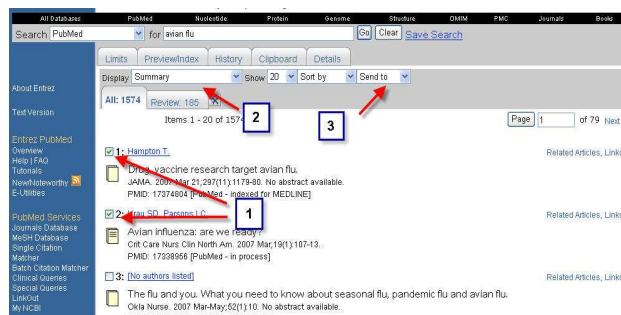 All Databases PubMed Nucleotide Protein Genome Structure OMIM PMC Journals Books
Search PubMed for avian flu Go Clear Save Search
Limits Preview/Index History Clipboard Details
Display Summary Show 20 Sort by Send to
All: 1574 Review: 185
Items 1 - 20 of 1574 Page 1 of 79 Next
2
3
About Entrez
Text Version
Entrez PubMed
Overview
Help | FAQ
Tutorials
New/Noteworthy
E-Utilities
PubMed Services
Journals Database
MeSH Database
Single Citation
Matcher
Batch Citation Matcher
Clinical Queries
Special Queries
LinkOut
My NCBI
1: Hampton T. Related Articles, Links
Drug, vaccine research target avian flu.
JAMA. 2007 Mar 21;297(11):1179-80. No abstract available.
PMID: 17374804 [PubMed - indexed for MEDLINE]
1
2: SD, Parsons LC. Related Articles, Links
Avian influenza: are we ready?
Crit Care Nurs Clin North Am. 2007 Mar;19(1):107-13.
PMID: 17338956 [PubMed - in process]
3: [No authors listed] Related Articles, Links
The flu and you. What you need to know about seasonal flu, pandemic flu and avian flu.
Okla Nurse. 2007 Mar-May;52(1):10. No abstract available.